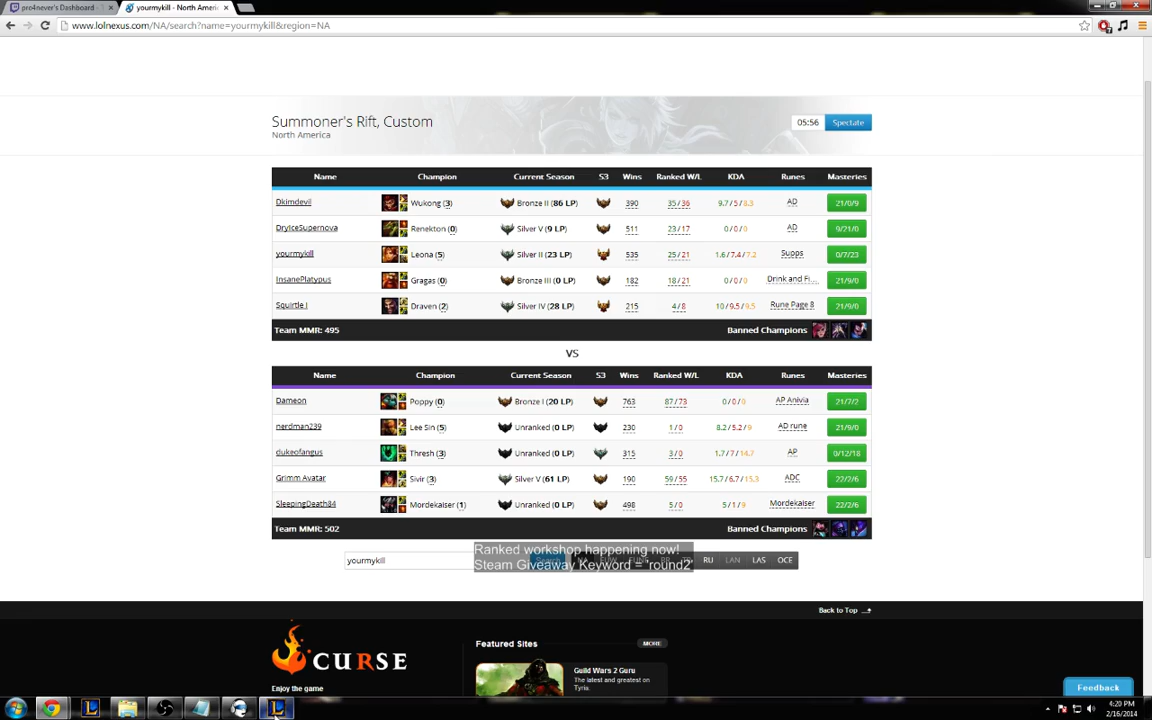 pro4never's Dashboard - T
yourmykill - North Ameri
www.lolnexus.com/NA/search?name=yourmykill&region=NA
Summoner's Rift, Custom
North America
05:56 Spectate
Name Champion Current Season S3 Wins Ranked W/L KDA Runes Masteries
Dkimdevil Wukong (3) Bronze II (86 LP) 390 35 / 36 9.7 / 5 / 8.3 AD 21/0/9
DryIceSupernova Renekton (0) Silver V (9 LP) 511 23 / 17 0 / 0 / 0 AD 9/21/0
yourmykill Leona (5) Silver II (23 LP) 535 25 / 21 1.6 / 7.4 / 7.2 Supps 0/7/23
InsanePlatypus Gragas (0) Bronze III (0 LP) 182 18 / 21 0 / 0 / 0 Drink and Fi... 21/9/0
Squirtle I Draven (2) Silver IV (28 LP) 215 4 / 8 10 / 9.5 / 9.5 Rune Page 8 21/9/0
Team MMR: 495 Banned Champions
VS
Name Champion Current Season S3 Wins Ranked W/L KDA Runes Masteries
Dameon Poppy (0) Bronze I (20 LP) 763 87 / 73 0 / 0 / 0 AP Anivia 21/7/2
nerdman239 Lee Sin (5) Unranked (0 LP) 230 1 / 0 8.2 / 5.2 / 9 AD rune 21/9/0
dukeofangus Thresh (3) Unranked (0 LP) 315 3 / 0 1.7 / 7 / 14.7 AP 0/12/18
Grimm Avatar Sivir (3) Silver V (61 LP) 190 59 / 55 15.7 / 6.7 / 15.3 ADC 22/2/6
SleepingDeath84 Mordekaiser (1) Unranked (0 LP) 498 5 / 0 5 / 1 / 9 Mordekaiser 22/2/6
Team MMR: 502 Banned Champions
Ranked workshop happening now!
Steam Giveaway Keyword = 'round2'
yourmykill Search NA RU LAN LAS OCE
Back to Top
CURSE
Enjoy the game
Featured Sites MORE
Guild Wars 2 Guru
The latest and greatest on
Tyria.
Feedback
4:20 PM
2/16/2014